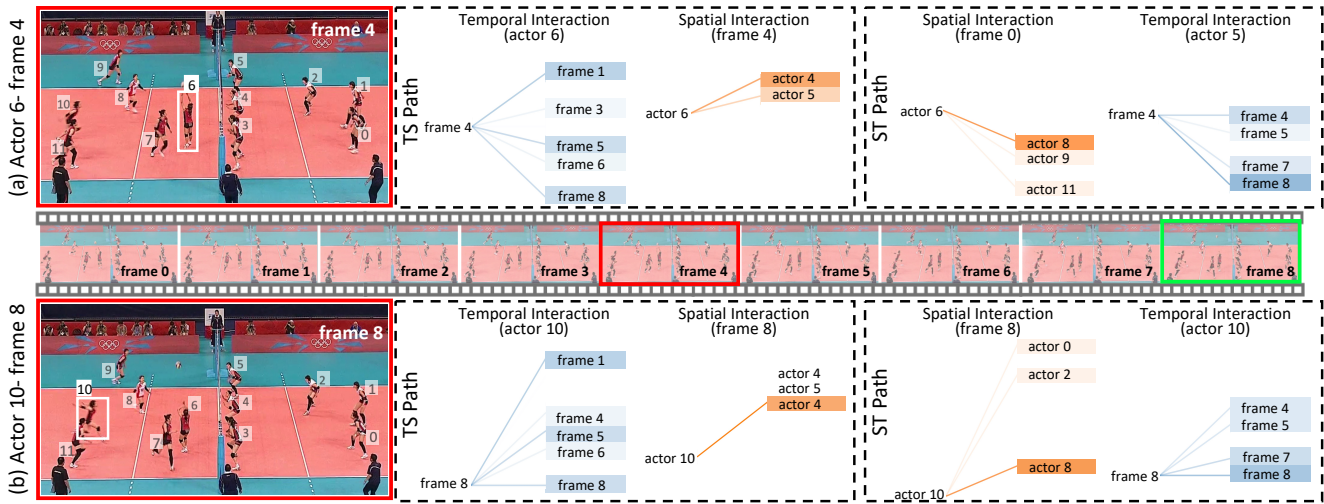 (a) Actor 6- frame 4
frame 4
9
5
2
1
6
10
8
4
3
7
0
11
TS Path
Temporal Interaction
(actor 6)
frame 4
frame 1
frame 3
frame 5
frame 6
frame 8
Spatial Interaction
(frame 4)
actor 6
actor 4
actor 5
ST Path
Spatial Interaction
(frame 0)
actor 6
actor 8
actor 9
actor 11
Temporal Interaction
(actor 5)
frame 4
frame 4
frame 5
frame 7
frame 8
frame 0
frame 1
frame 2
frame 3
frame 4
frame 5
frame 6
frame 7
frame 8
(b) Actor 10- frame 8
frame 8
9
5
2
1
10
8
6
4
3
7
0
11
TS Path
Temporal Interaction
(actor 10)
frame 8
frame 1
frame 4
frame 5
frame 6
frame 8
Spatial Interaction
(frame 8)
actor 10
actor 4
actor 5
actor 4
ST Path
Spatial Interaction
(frame 8)
actor 10
actor 0
actor 2
actor 8
Temporal Interaction
(actor 10)
frame 8
frame 4
frame 5
frame 7
frame 8